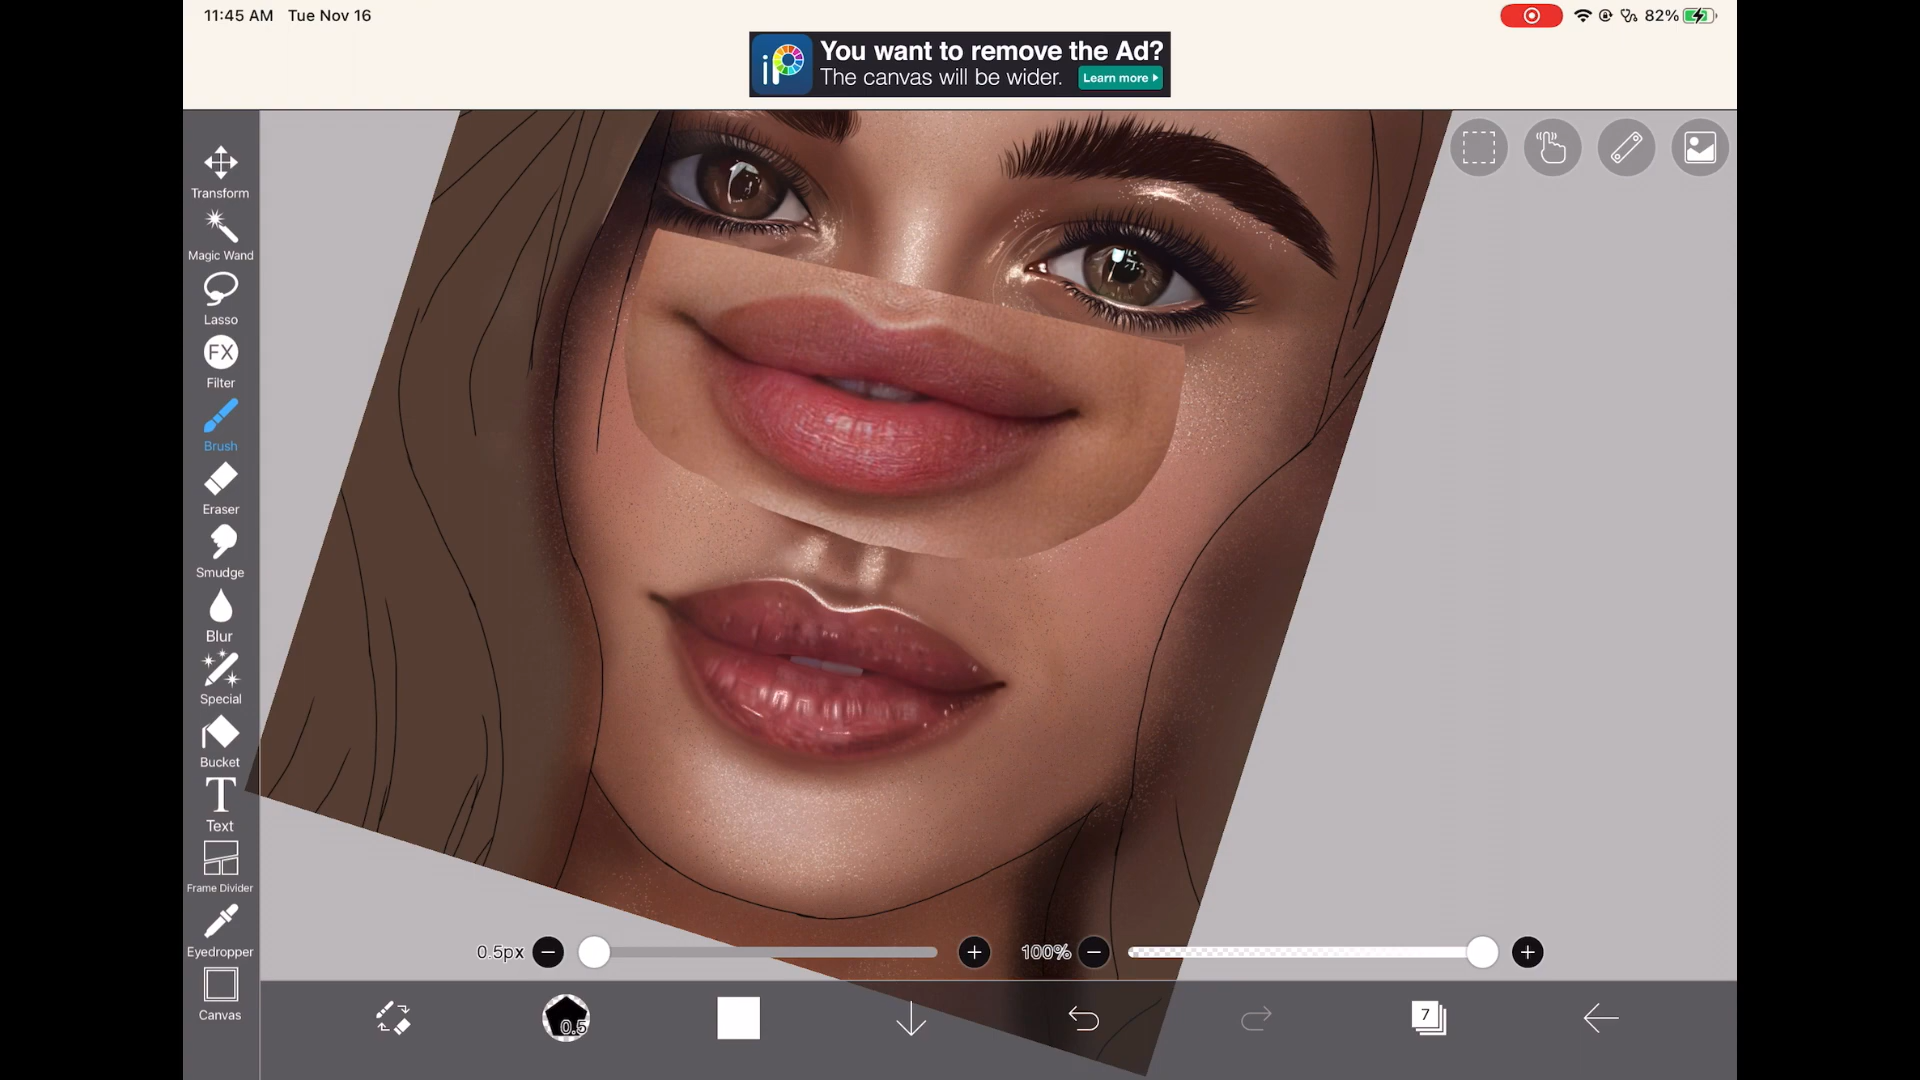 11:45 AM Tue Nov 16
82%
iP
You want to remove the Ad?
The canvas will be wider. Learn more
Transform
Magic Wand
Lasso
FX
Filter
Brush
Eraser
Smudge
Blur
Special
Bucket
T
Text
Frame Divider
Eyedropper
Canvas
0.5px
100%
0.5
7